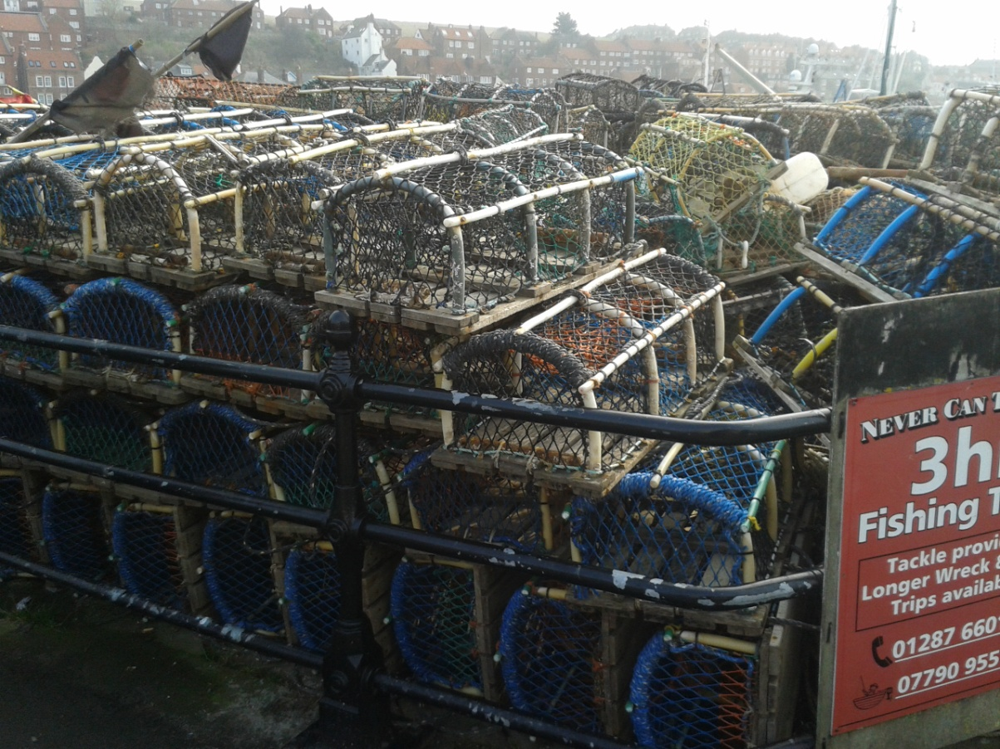 NEVER CAN T
3h
Fishing T
Tackle provi
Longer Wreck &
Trips availab
01287 660
07790 955